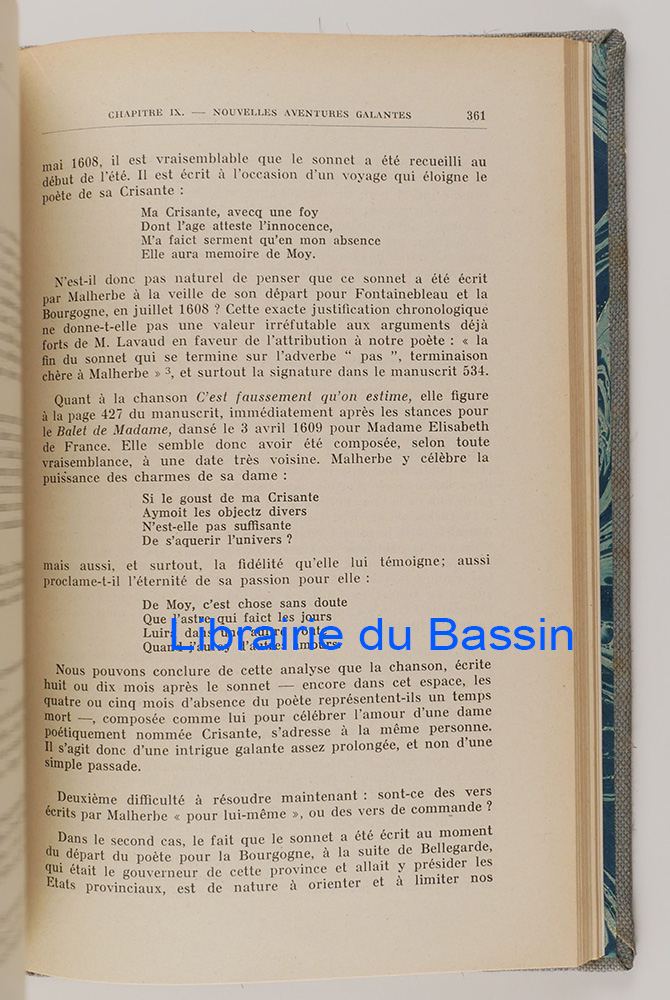 CHAPITRE IX. — NOUVELLES AVENTURES GALANTES 361
mai 1608, il est vraisemblable que le sonnet a été recueilli au
début de l'été. Il est écrit à l'occasion d'un voyage qui éloigne le
poète de sa Crisante :
Ma Crisante, avecq une foy
Dont l'age atteste l'innocence,
M'a faict serment qu'en mon absence
Elle aura memoire de Moy.
N'est-il donc pas naturel de penser que ce sonnet a été écrit
par Malherbe à la veille de son départ pour Fontainebleau et la
Bourgogne, en juillet 1608 ? Cette exacte justification chronologique
ne donne-t-elle pas une valeur irréfutable aux arguments déjà
forts de M. Lavaud en faveur de l'attribution à notre poète : « la
fin du sonnet qui se termine sur l'adverbe “ pas ”, terminaison
chère à Malherbe » ³, et surtout la signature dans le manuscrit 534.
Quant à la chanson C'est faussement qu'on estime, elle figure
à la page 427 du manuscrit, immédiatement après les stances pour
le Balet de Madame, dansé le 3 avril 1609 pour Madame Elisabeth
de France. Elle semble donc avoir été composée, selon toute
vraisemblance, à une date très voisine. Malherbe y célèbre la
puissance des charmes de sa dame :
Si le goust de ma Crisante
Aymoit les objectz divers
N'est-elle pas suffisante
De s'aquerir l'univers ?
mais aussi, et surtout, la fidélité qu'elle lui témoigne; aussi
proclame-t-il l'éternité de sa passion pour elle :
De Moy, c'est chose sans doute
Que l'astre qui faict les jours
Luira dans une autre
Quand j'auray d'autres amours.
Librairie du Bassin
Nous pouvons conclure de cette analyse que la chanson, écrite
huit ou dix mois après le sonnet — encore dans cet espace, les
quatre ou cinq mois d'absence du poète représentent-ils un temps
mort —, composée comme lui pour célébrer l'amour d'une dame
poétiquement nommée Crisante, s'adresse à la même personne.
Il s'agit donc d'une intrigue galante assez prolongée, et non d'une
simple passade.
Deuxième difficulté à résoudre maintenant : sont-ce des vers
écrits par Malherbe « pour lui-même », ou des vers de commande ?
Dans le second cas, le fait que le sonnet a été écrit au moment
du départ du poète pour la Bourgogne, à la suite de Bellegarde,
qui était le gouverneur de cette province et allait y présider les
Etats provinciaux, est de nature à orienter et à limiter nos